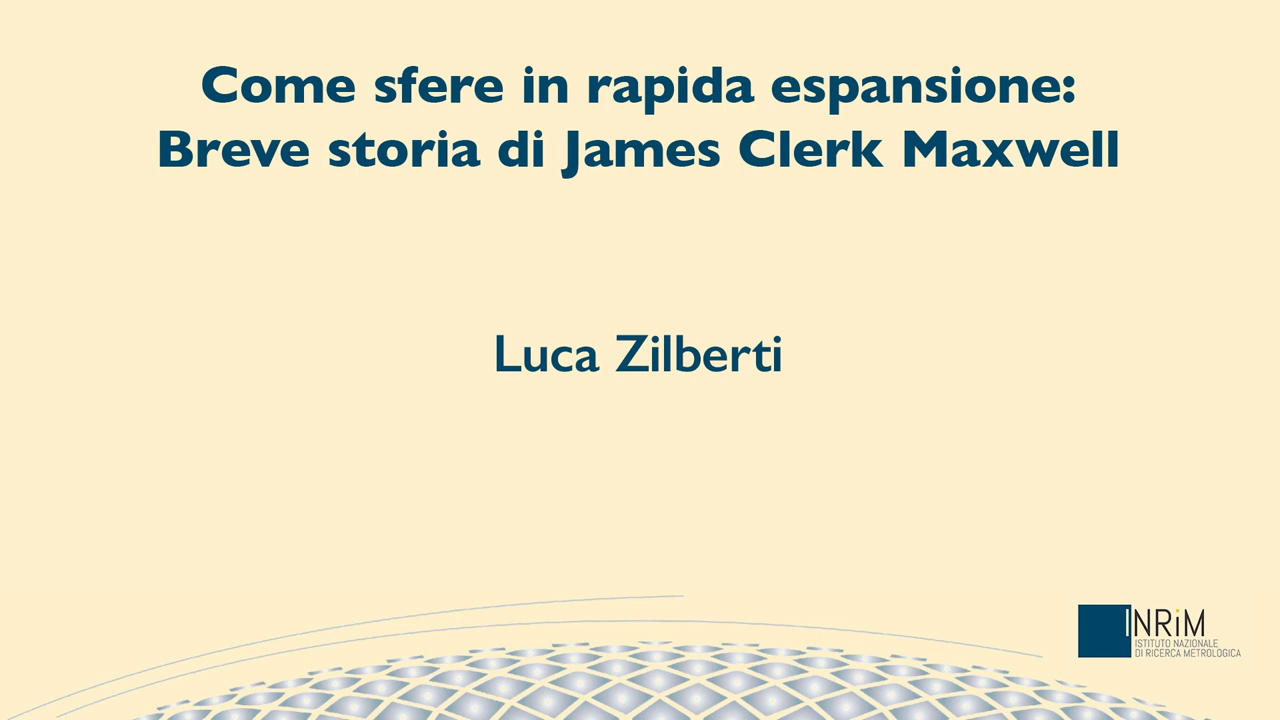 Come sfere in rapida espansione:
Breve storia di James Clerk Maxwell
Luca Zilberti
INRiM
ISTITUTO NAZIONALE
DI RICERCA METROLOGICA